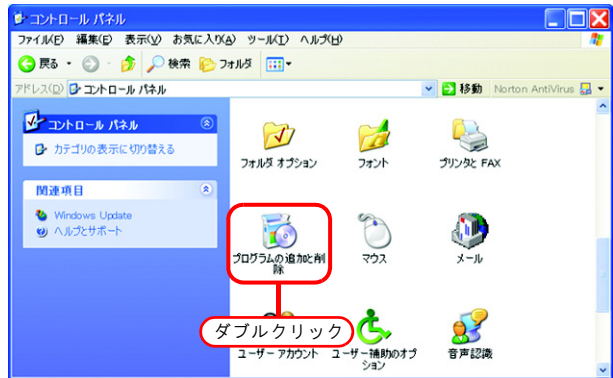 コントロール パネル
ファイル(F) 編集(E) 表示(V) お気に入り(A) ツール(T) ヘルプ(H)
戻る 検索 フォルダ
アドレス(D) コントロール パネル 移動 Norton AntiVirus
コントロール パネル
カテゴリの表示に切り替える
関連項目
Windows Update
ヘルプとサポート
フォルダ オプション
フォント
プリンタと FAX
プログラムの追加と削
除
マウス
メール
ダブルクリック
ユーザー アカウント
ユーザー補助のオプ
ション
音声認識